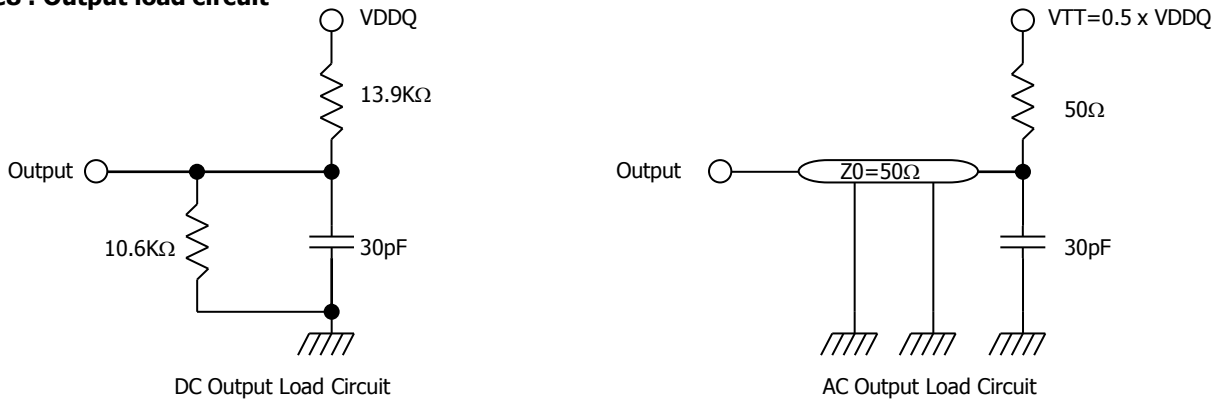 : Output load circuit
VDDQ
13.9KΩ
Output
10.6KΩ
30pF
DC Output Load Circuit
VTT=0.5 x VDDQ
50Ω
Output
Z0=50Ω
30pF
AC Output Load Circuit